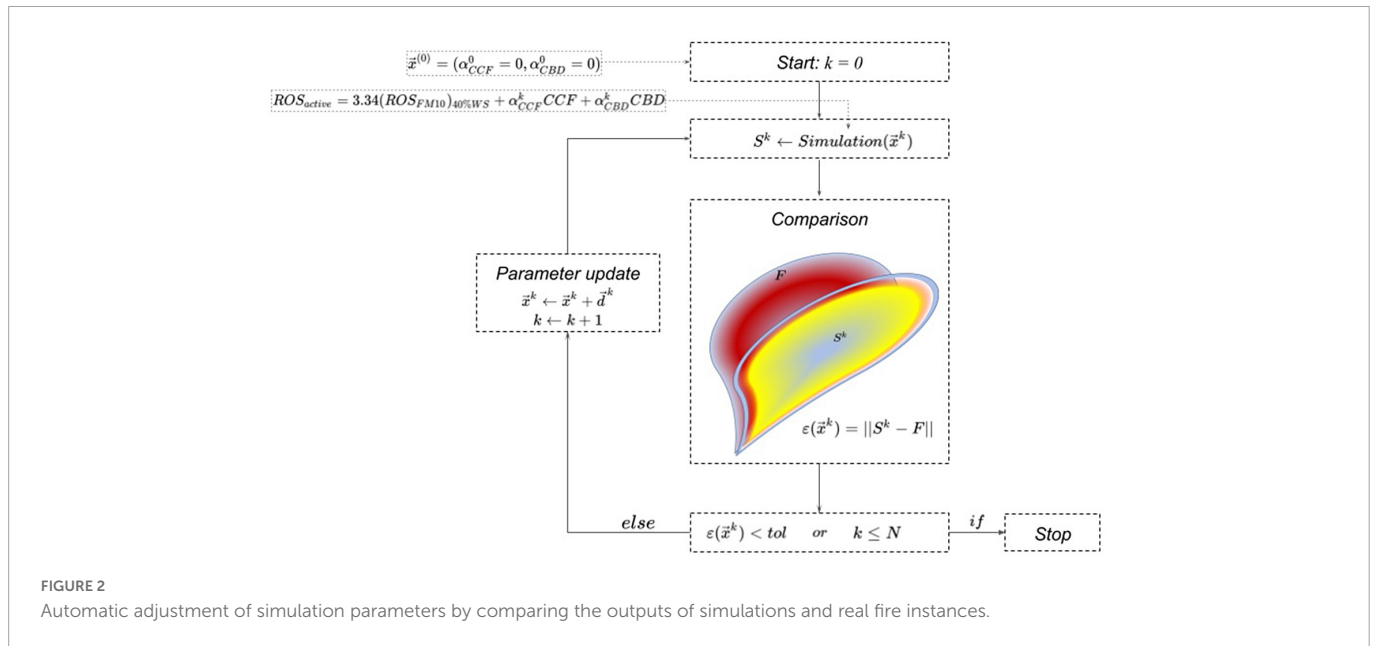 x⃗^(0) = (α^0_CCF = 0, α^0_CBD = 0)
Start: k = 0
ROS_active = 3.34(ROS_FM10)_40%WS + α^k_CCF CCF + α^k_CBD CBD
S^k ← Simulation(x⃗^k)
Comparison
F
S^k
ε(x⃗^k) = ||S^k − F||
Parameter update
x⃗^k ← x⃗^k + d⃗^k
k ← k + 1
else
ε(x⃗^k) < tol or k ≤ N
if
Stop
FIGURE 2
Automatic adjustment of simulation parameters by comparing the outputs of simulations and real fire instances.